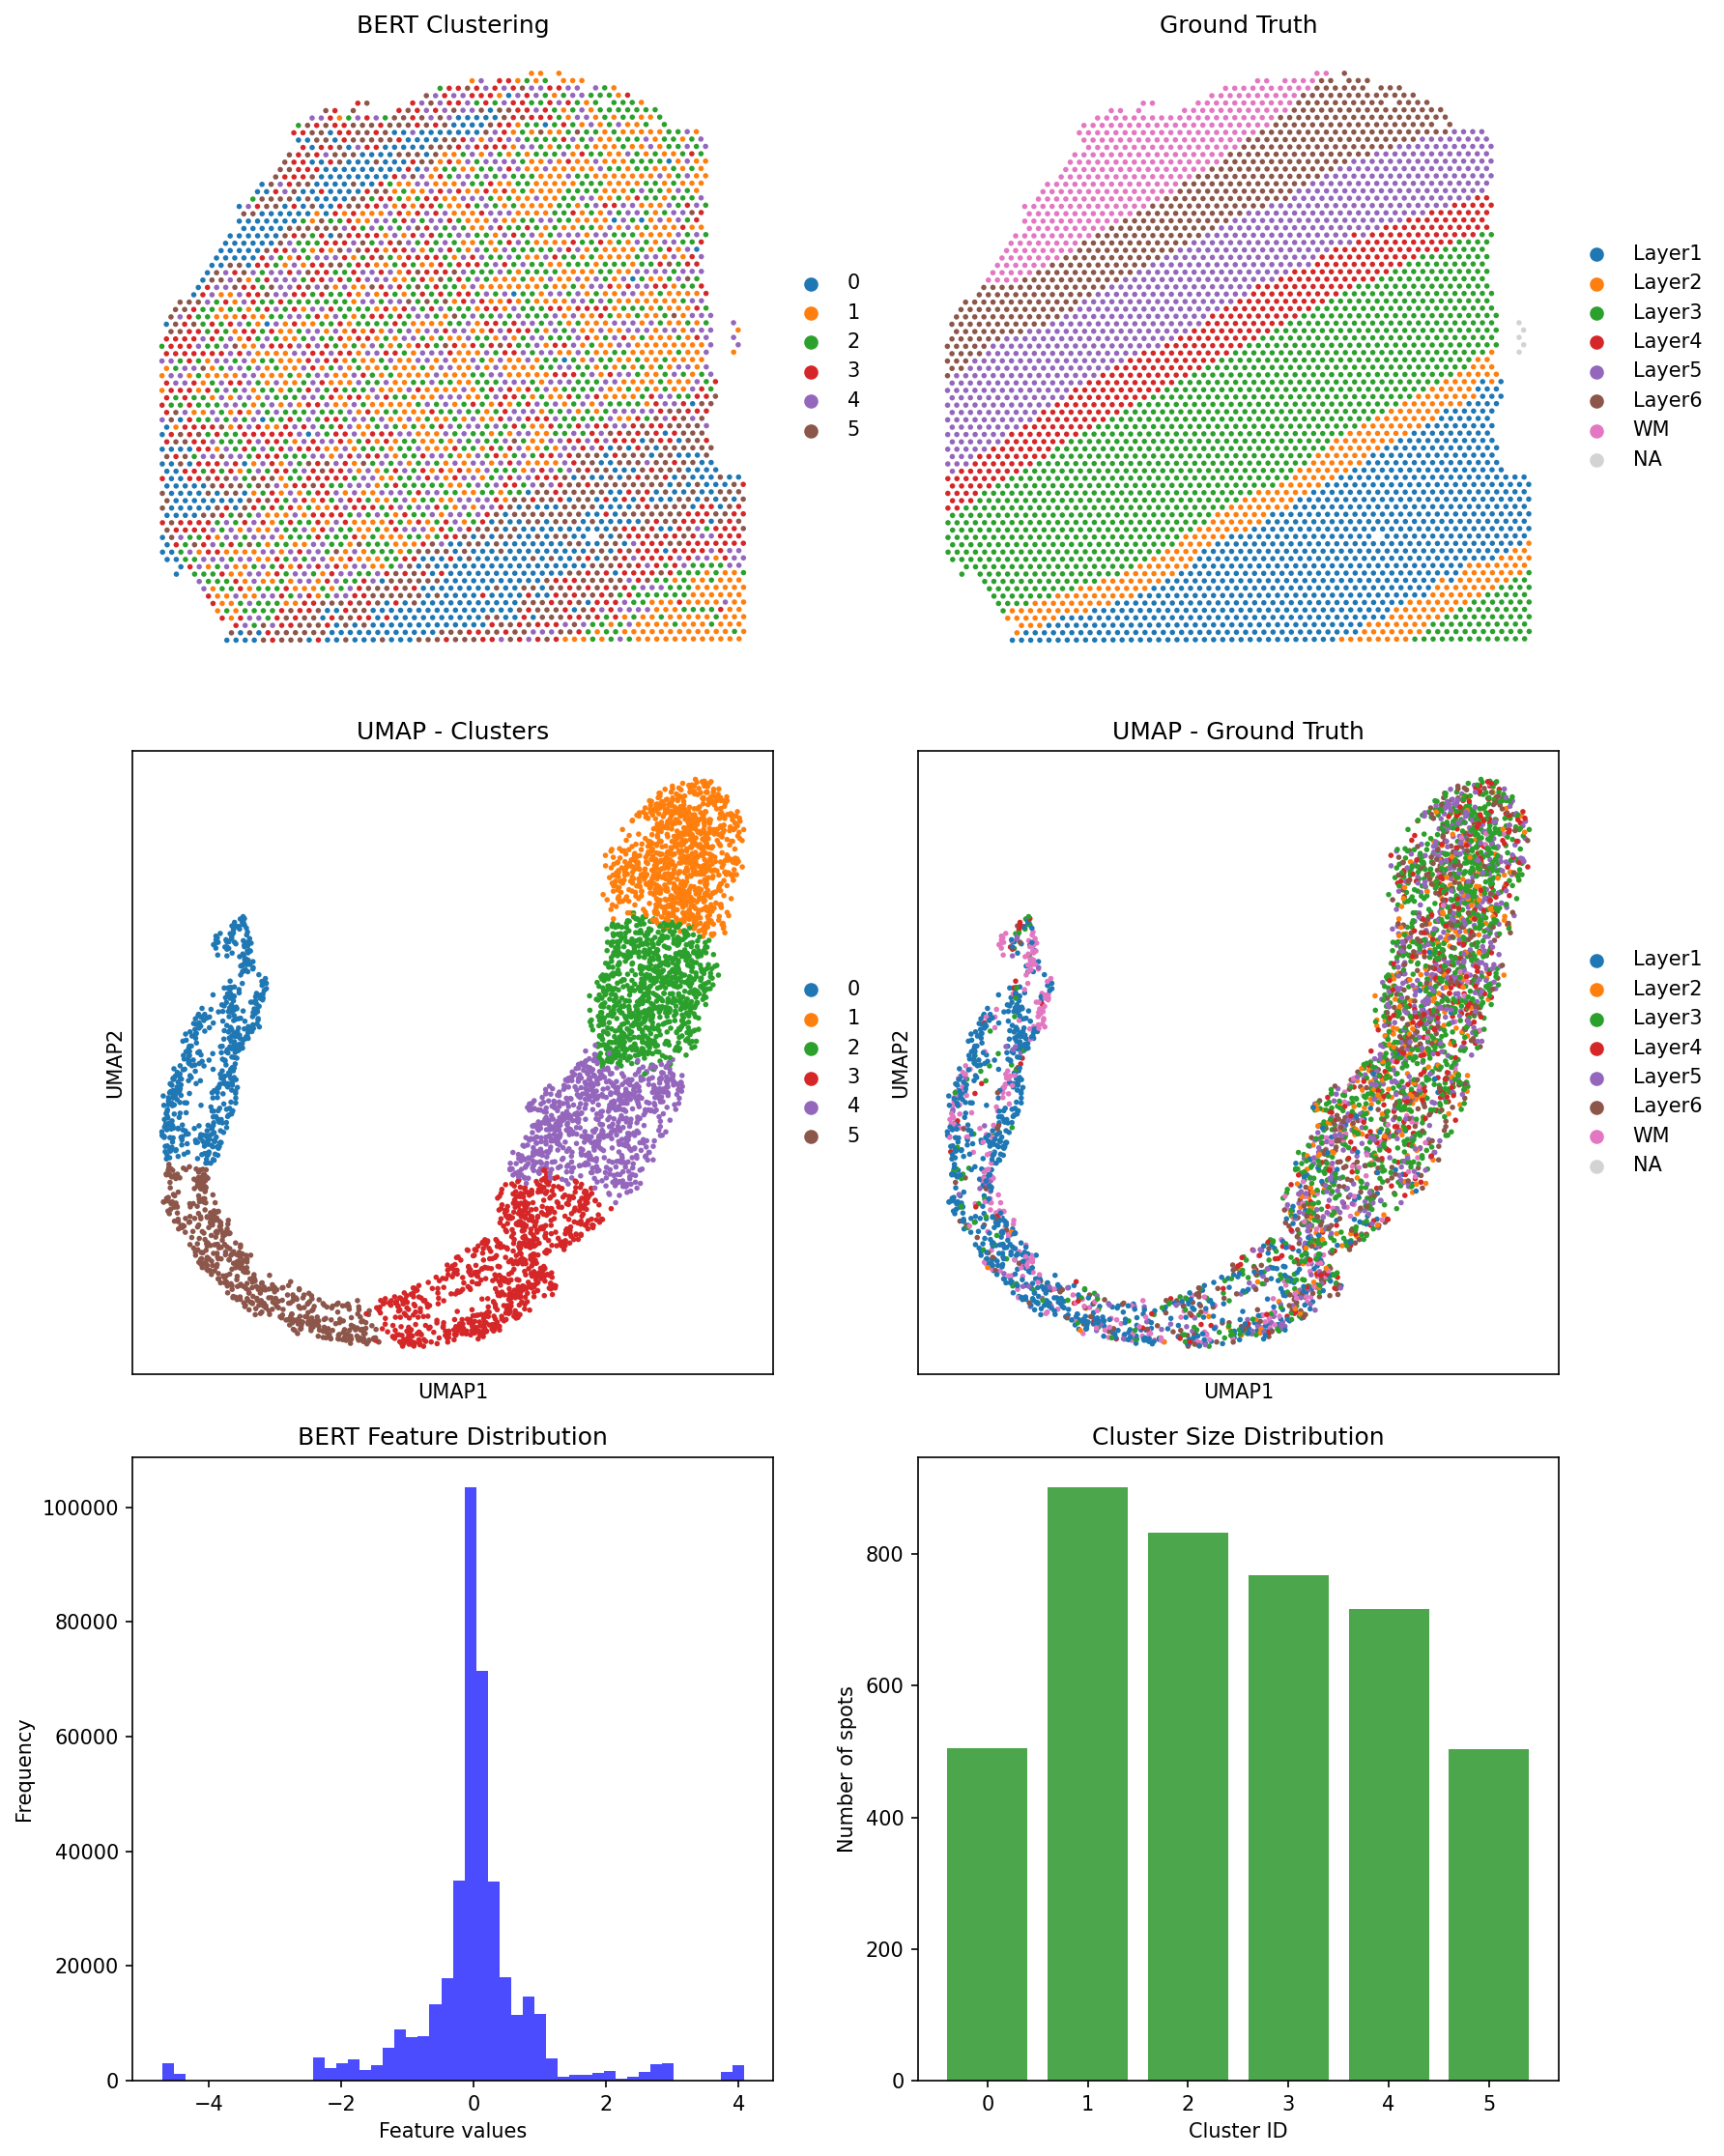 BERT Clustering
0
1
2
3
4
5
Ground Truth
Layer1
Layer2
Layer3
Layer4
Layer5
Layer6
WM
NA
UMAP - Clusters
UMAP2
UMAP1
0
1
2
3
4
5
UMAP - Ground Truth
UMAP2
UMAP1
Layer1
Layer2
Layer3
Layer4
Layer5
Layer6
WM
NA
BERT Feature Distribution
Frequency
100000
80000
60000
40000
20000
0
−4 −2 0 2 4
Feature values
Cluster Size Distribution
Number of spots
800
600
400
200
0
0 1 2 3 4 5
Cluster ID